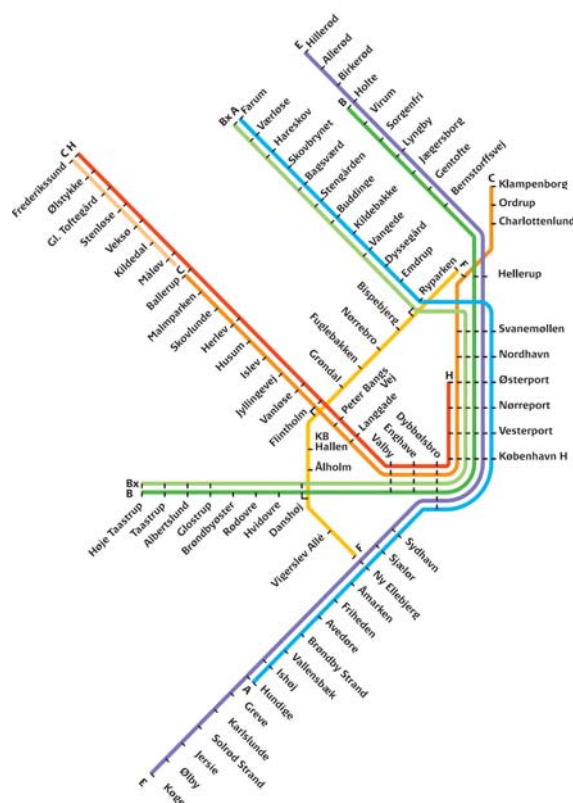 E
Hillerød
Allerød
Birkerød
Holte
B
Virum
Sorgenfri
Lyngby
Jægersborg
Gentofte
Bernstorffsvej
Bx A
Farum
Værløse
Hareskov
Skovbrynet
Bagsværd
Stengården
Buddinge
Kildebakke
Vangede
Dyssegård
Emdrup
Ryparken
F
C
Klampenborg
Ordrup
Charlottenlund
Hellerup
Svanemøllen
Nordhavn
H
Østerport
Nørreport
Vesterport
København H
C H
Frederikssund
Ølstykke
Gl. Toftegård
Stenløse
Veksø
Kildedal
Måløv
C
Ballerup
Malmparken
Skovlunde
Herlev
Husum
Islev
Jyllingevej
Vanløse
Flintholm
Bispebjerg
Nørrebro
Fuglebakken
Grøndal
Peter Bangs
Vej
Langgade
Valby
Enghave
Dybbølsbro
KB
Hallen
Ålholm
Bx
B
Høje Taastrup
Taastrup
Albertslund
Glostrup
Brøndbyøster
Rødovre
Hvidovre
Danshøj
Vigerslev Allé
F
Sydhavn
Sjælør
Ny Ellebjerg
Åmarken
Friheden
Avedøre
Brøndby Strand
Vallensbæk
Ishøj
A
Hundige
Greve
Karlslunde
Solrød Strand
Jersie
Ølby
Køge
E